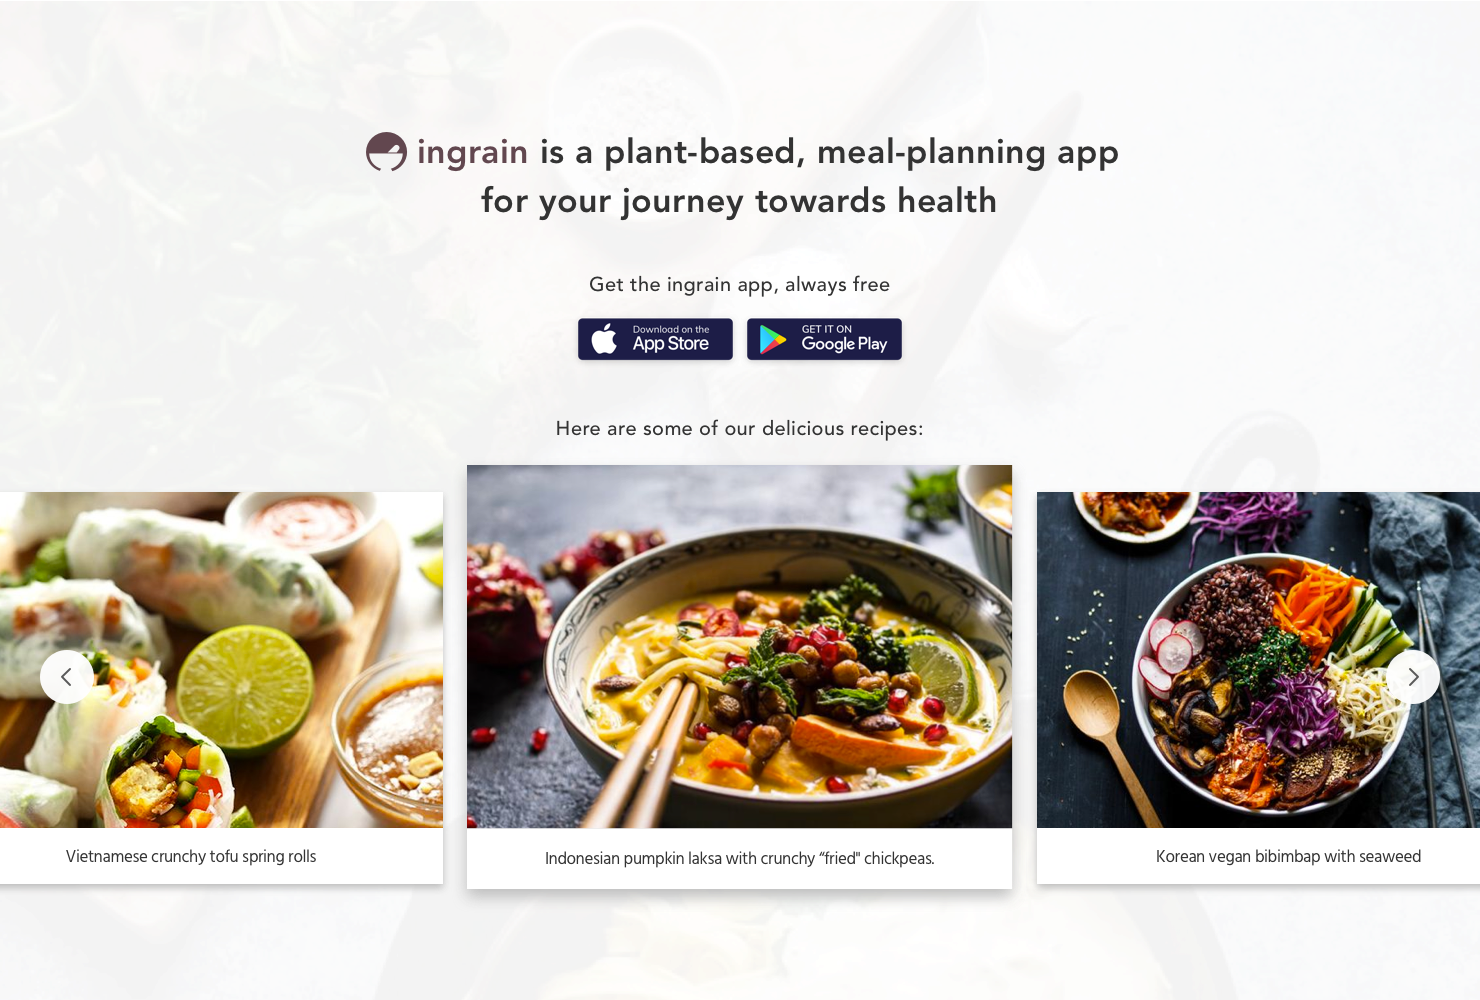 ingrain is a plant-based, meal-planning app
for your journey towards health
Get the ingrain app, always free
Download on the
App Store
GET IT ON
Google Play
Here are some of our delicious recipes:
Vietnamese crunchy tofu spring rolls
Indonesian pumpkin laksa with crunchy “fried" chickpeas.
Korean vegan bibimbap with seaweed